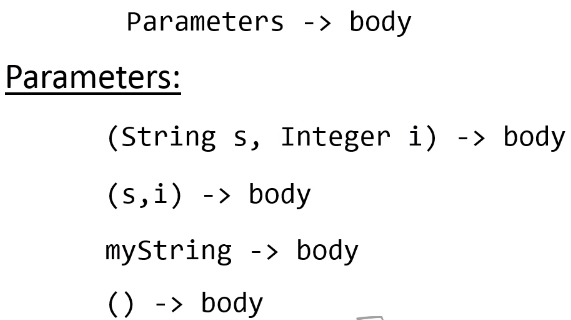 Parameters -> body
Parameters:
(String s, Integer i) -> body
(s,i) -> body
myString -> body
() -> body